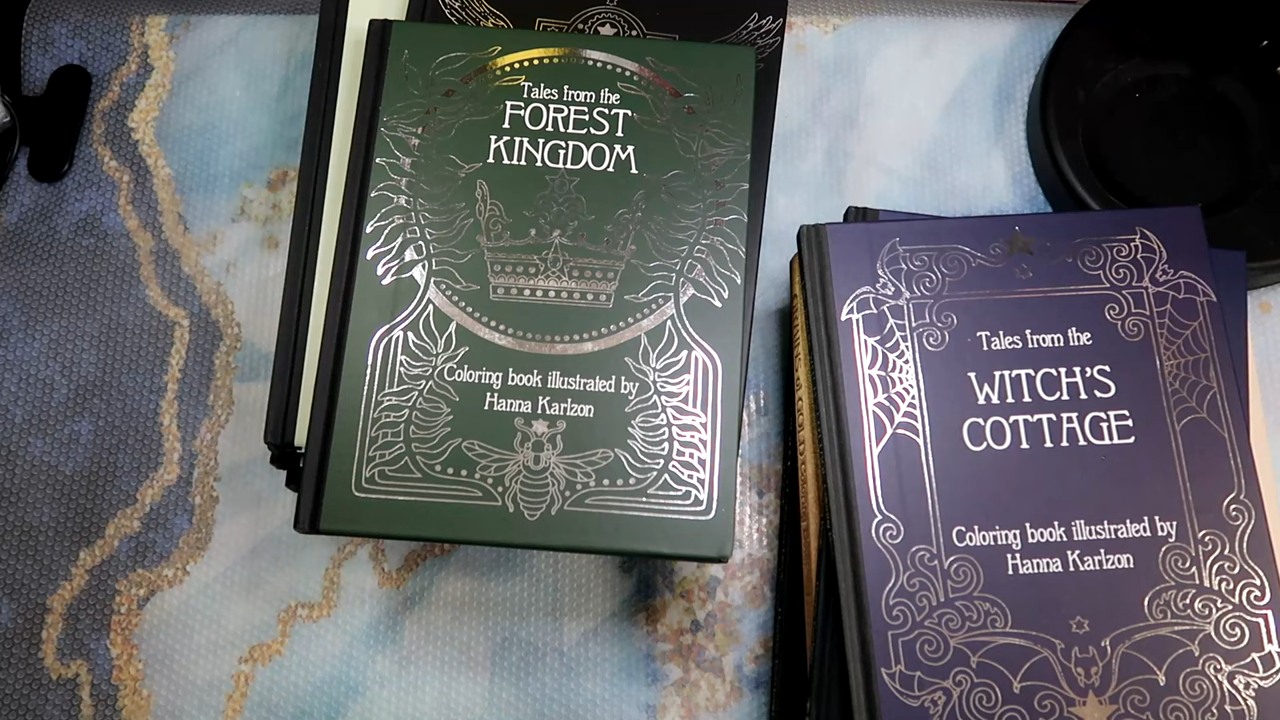 Tales from the
FOREST
KINGDOM
Coloring book illustrated by
Hanna Karlzon
Tales from the
WITCH'S
COTTAGE
Coloring book illustrated by
Hanna Karlzon